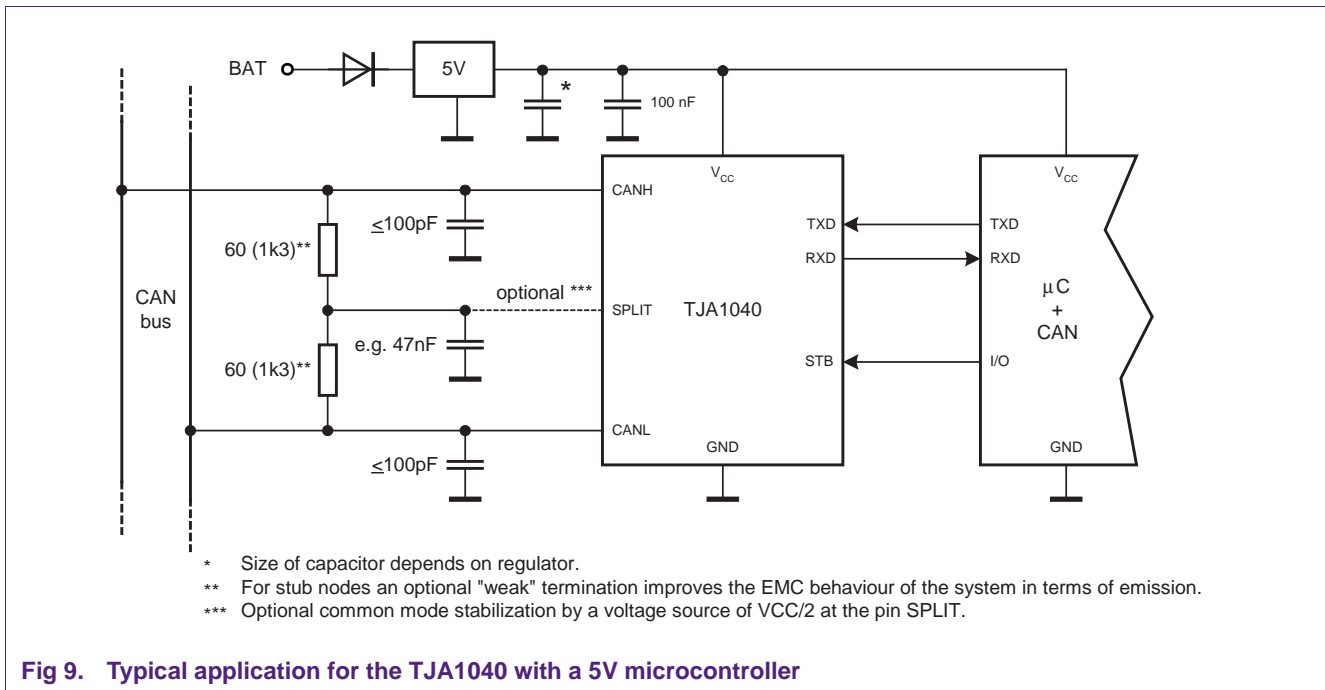 BAT
5V
*
100 nF
VCC
VCC
CANH
≤100pF
TXD
TXD
60 (1k3)**
RXD
RXD
optional ***
CAN
bus
SPLIT
TJA1040
μC
+
CAN
e.g. 47nF
60 (1k3)**
STB
I/O
CANL
≤100pF
GND
GND
* Size of capacitor depends on regulator.
** For stub nodes an optional "weak" termination improves the EMC behaviour of the system in terms of emission.
*** Optional common mode stabilization by a voltage source of VCC/2 at the pin SPLIT.
Fig 9. Typical application for the TJA1040 with a 5V microcontroller